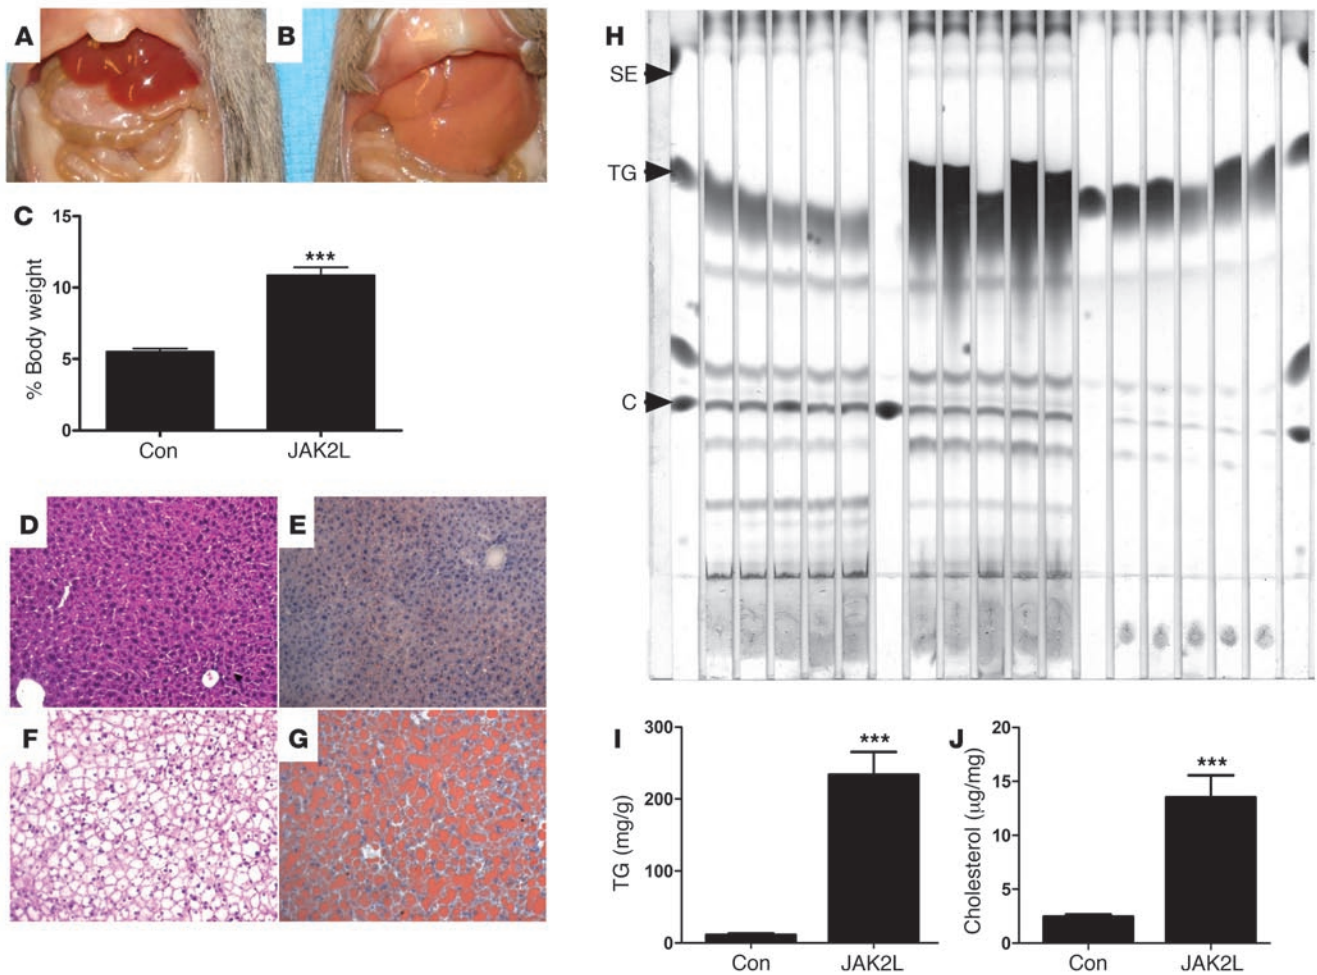 A
B
C
15
10
5
0
% Body weight
***
Con
JAK2L
D
E
F
G
H
SE
TG
C
I
300
200
100
0
TG (mg/g)
***
Con
JAK2L
J
20
15
10
5
0
Cholesterol (µg/mg)
***
Con
JAK2L